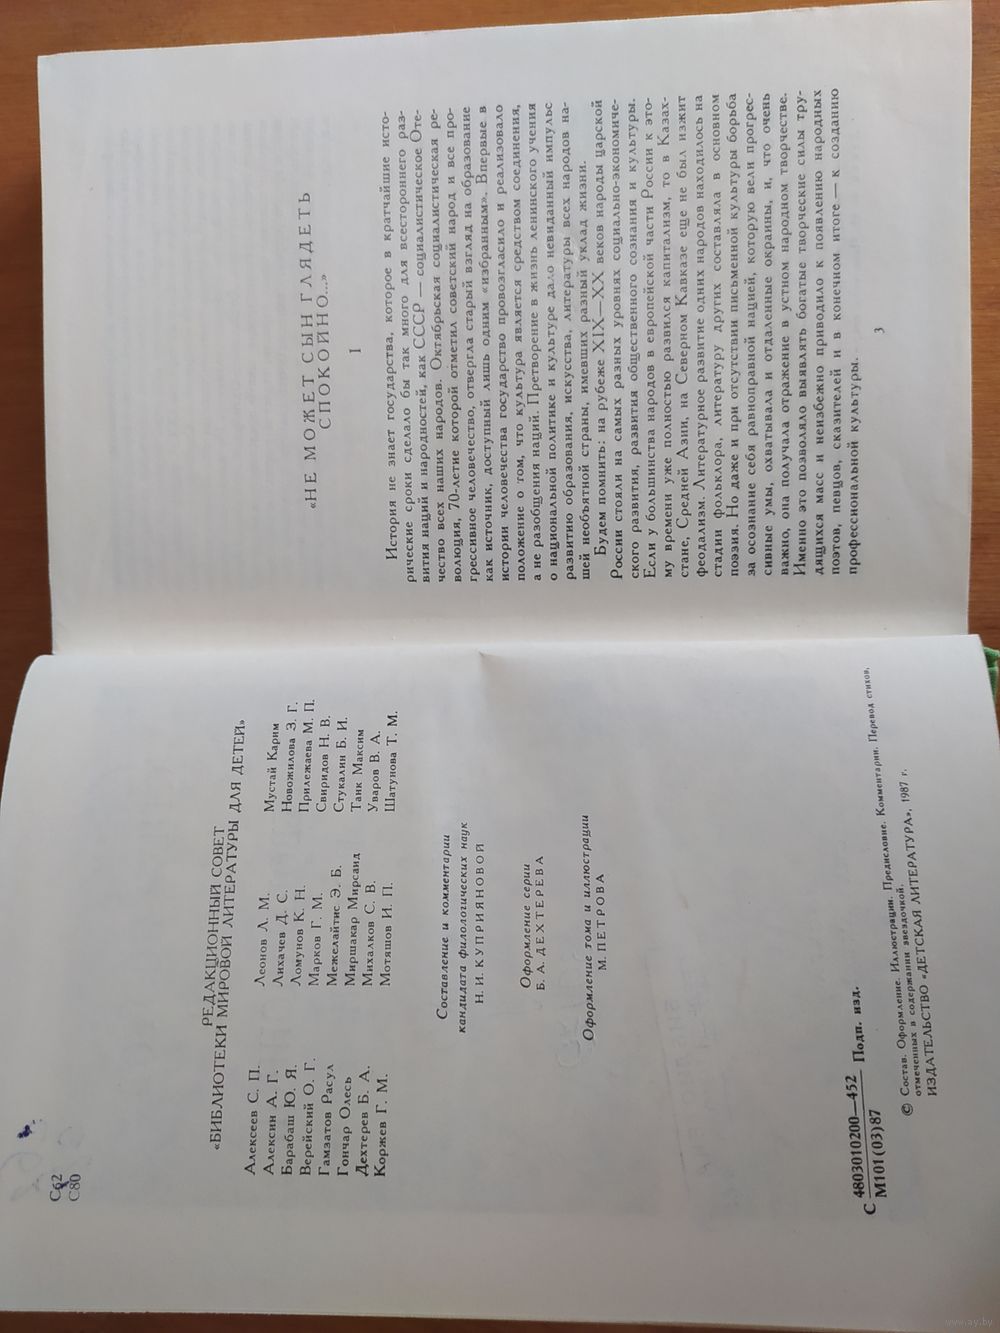 С62
С80
РЕДАКЦИОННЫЙ СОВЕТ
«БИБЛИОТЕКИ МИРОВОЙ ЛИТЕРАТУРЫ ДЛЯ ДЕТЕЙ»
Алексеев С. П.
Алексин А. Г.
Барабаш Ю. Я.
Верейский О. Г.
Гамзатов Расул
Гончар Олесь
Дехтерев Б. А.
Коржев Г. М.
Леонов Л. М.
Лихачев Д. С.
Ломунов К. Н.
Марков Г. М.
Межелайтис Э. Б.
Миршакар Мирсаид
Михалков С. В.
Мотяшов И. П.
Мустай Карим
Новожилова З. Г.
Прилежаева М. П.
Свиридов Н. В.
Стукалин Б. И.
Танк Максим
Уваров В. А.
Шатунова Т. М.
Составление и комментарии
кандидата филологических наук
Н. И. КУПРИЯНОВОЙ
Оформление серии
Б. А. ДЕХТЕРЕВА
Оформление тома и иллюстрации
М. ПЕТРОВА
С 4803010200—452 Подп. изд.
М101(03)87
© Состав. Оформление. Иллюстрации. Предисловие. Комментарии. Перевод стихов,
отмеченных в содержании звездочкой.
ИЗДАТЕЛЬСТВО «ДЕТСКАЯ ЛИТЕРАТУРА», 1987 г.
«НЕ МОЖЕТ СЫН ГЛЯДЕТЬ
СПОКОЙНО...»
I
История не знает государства, которое в кратчайшие исто-
рические сроки сделало бы так много для всестороннего раз-
вития наций и народностей, как СССР — социалистическое Оте-
чество всех наших народов. Октябрьская социалистическая ре-
волюция, 70-летие которой отметил советский народ и все про-
грессивное человечество, отвергла старый взгляд на образование
как источник, доступный лишь одним «избранным». Впервые в
истории человечества государство провозгласило и реализовало
положение о том, что культура является средством соединения,
а не разобщения наций. Претворение в жизнь ленинского учения
о национальной политике и культуре дало невиданный импульс
развитию образования, искусства, литературы всех народов на-
шей необъятной страны, имевших разный уклад жизни.
Будем помнить: на рубеже XIX—XX веков народы царской
России стояли на самых разных уровнях социально-экономиче-
ского развития, развития общественного сознания и культуры.
Если у большинства народов в европейской части России к это-
му времени уже полностью развился капитализм, то в Казах-
стане, Средней Азии, на Северном Кавказе еще не был изжит
феодализм. Литературное развитие одних народов находилось на
стадии фольклора, литературу других составляла в основном
поэзия. Но даже и при отсутствии письменной культуры борьба
за осознание себя равноправной нацией, которую вели прогрес-
сивные умы, охватывала и отдаленные окраины, и, что очень
важно, она получала отражение в устном народном творчестве.
Именно это позволяло выявлять богатые творческие силы тру-
дящихся масс и неизбежно приводило к появлению народных
поэтов, певцов, сказителей и в конечном итоге — к созданию
профессиональной культуры.
3
www.ay.by